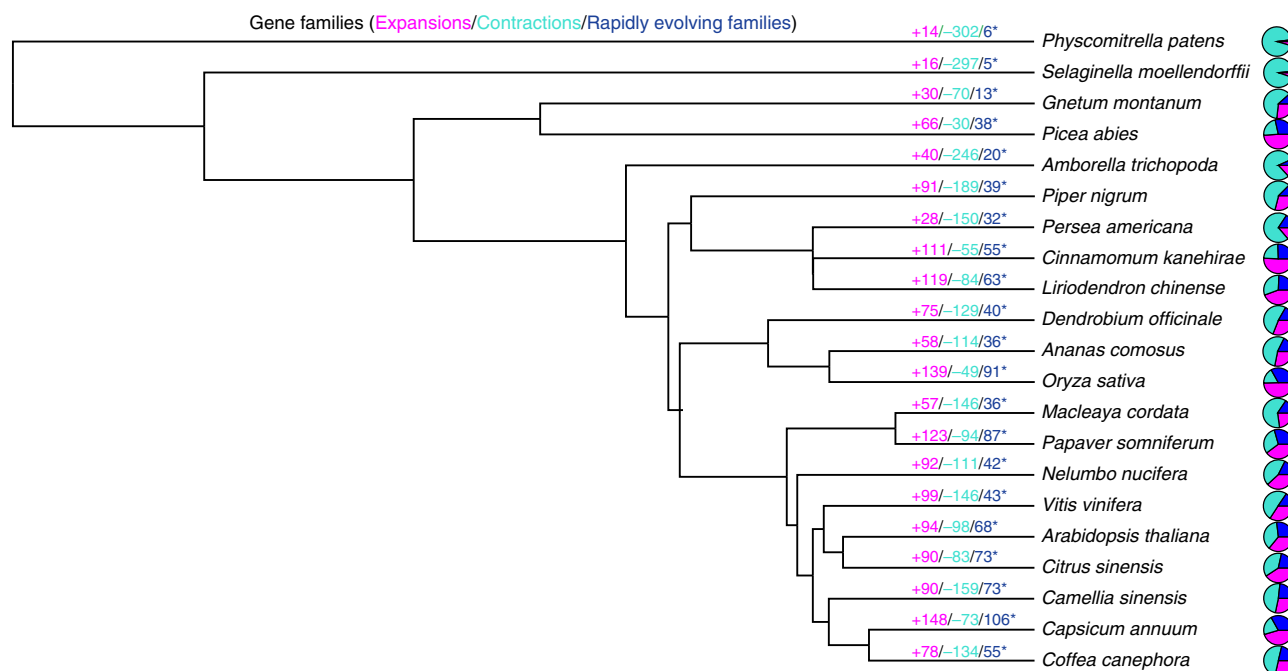 Gene families (Expansions/Contractions/Rapidly evolving families)
+14/–302/6* Physcomitrella patens
+16/–297/5* Selaginella moellendorffii
+30/–70/13* Gnetum montanum
+66/–30/38* Picea abies
+40/–246/20* Amborella trichopoda
+91/–189/39* Piper nigrum
+28/–150/32* Persea americana
+111/–55/55* Cinnamomum kanehirae
+119/–84/63* Liriodendron chinense
+75/–129/40* Dendrobium officinale
+58/–114/36* Ananas comosus
+139/–49/91* Oryza sativa
+57/–146/36* Macleaya cordata
+123/–94/87* Papaver somniferum
+92/–111/42* Nelumbo nucifera
+99/–146/43* Vitis vinifera
+94/–98/68* Arabidopsis thaliana
+90/–83/73* Citrus sinensis
+90/–159/73* Camellia sinensis
+148/–73/106* Capsicum annuum
+78/–134/55* Coffea canephora